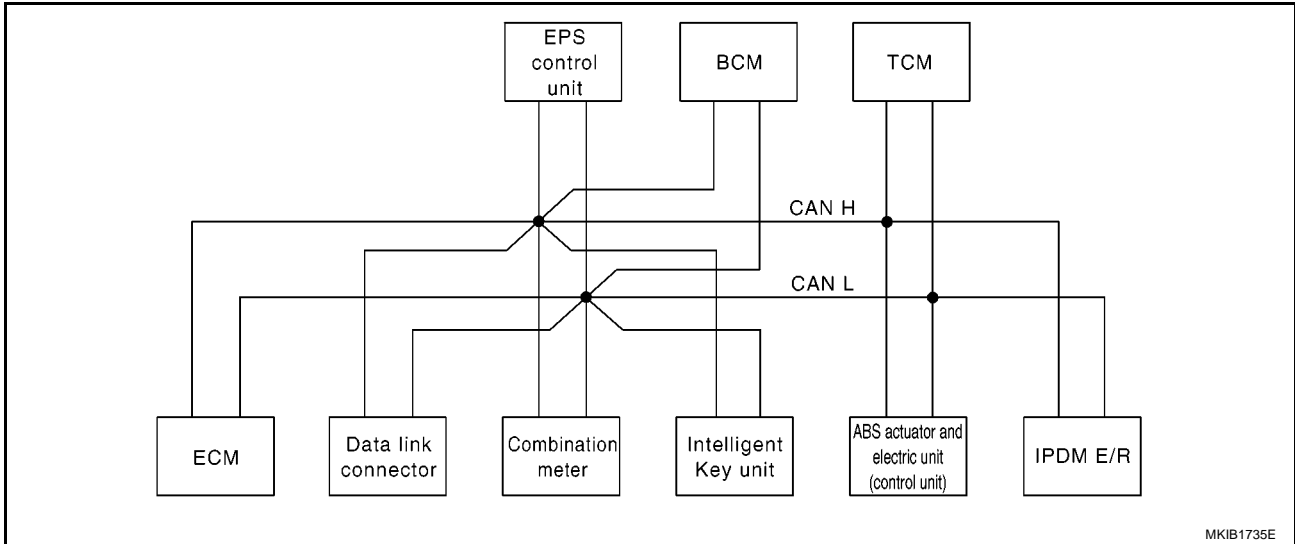 EPS
control
unit
BCM
TCM
CAN H
CAN L
ECM
Data link
connector
Combination
meter
Intelligent
Key unit
ABS actuator and
electric unit
(control unit)
IPDM E/R
MKIB1735E